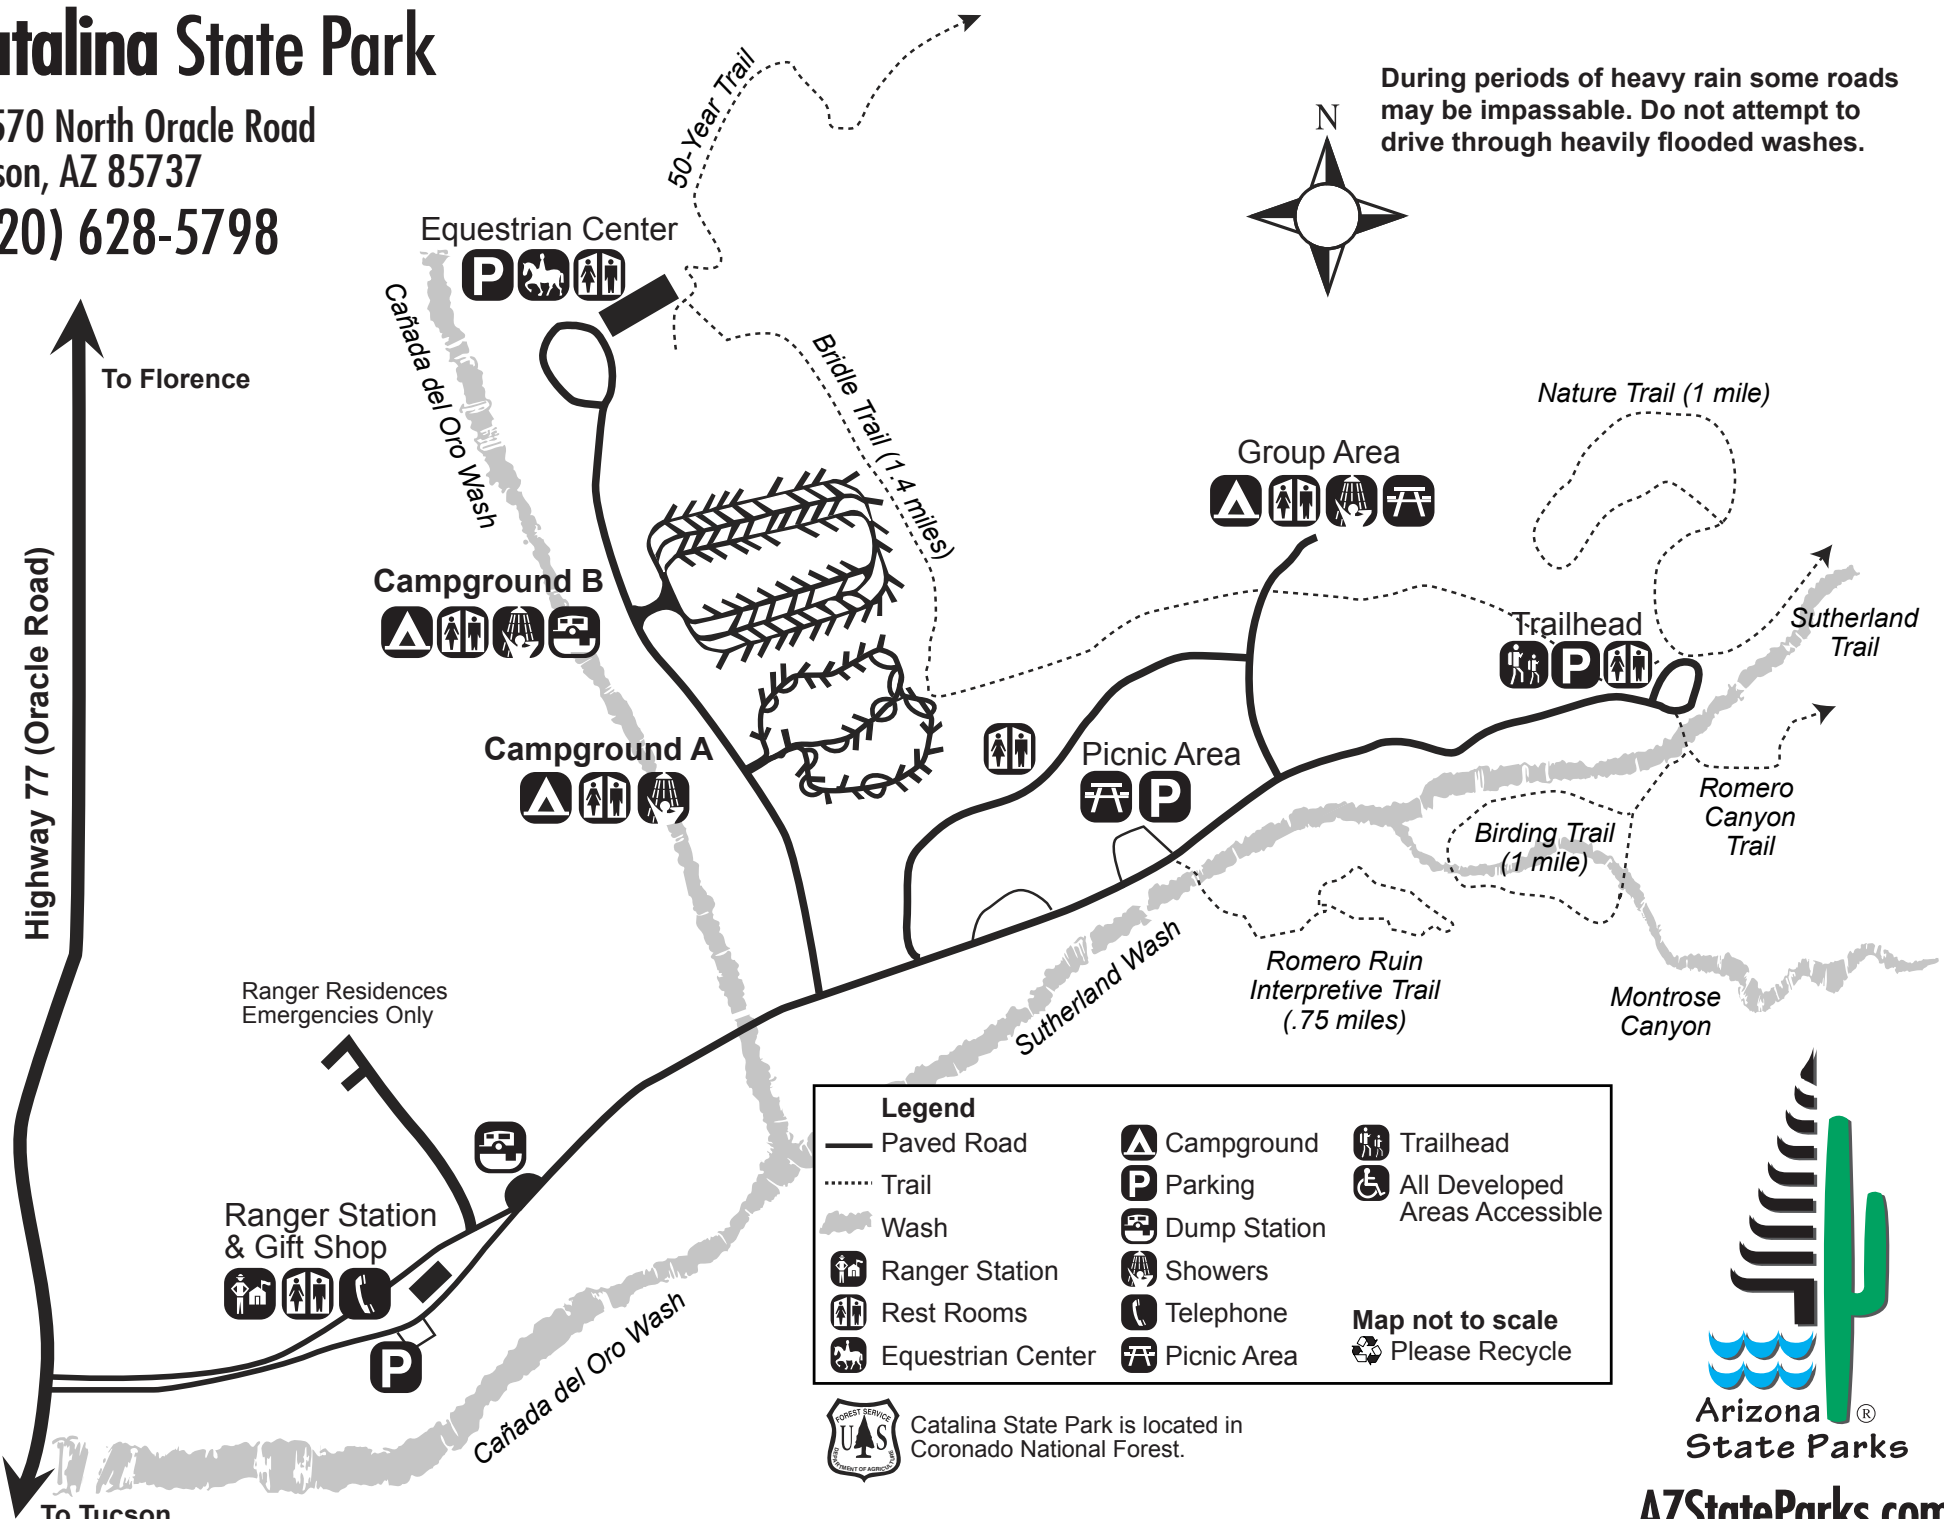 atalina State Park
570 North Oracle Road
son, AZ 85737
20) 628-5798
During periods of heavy rain some roads
may be impassable. Do not attempt to
drive through heavily flooded washes.
N
50-Year Trail
Equestrian Center
P
Cañada del Oro Wash
To Florence
Bridle Trail (1.4 miles)
Nature Trail (1 mile)
Group Area
Highway 77 (Oracle Road)
Campground B
Trailhead
P
Sutherland
Trail
Campground A
Picnic Area
P
Romero
Canyon
Trail
Birding Trail
(1 mile)
Sutherland Wash
Romero Ruin
Interpretive Trail
(.75 miles)
Montrose
Canyon
Ranger Residences
Emergencies Only
Ranger Station
& Gift Shop
P
Cañada del Oro Wash
To Tucson
Legend
Paved Road
Trail
Wash
Ranger Station
Rest Rooms
Equestrian Center
Campground
P Parking
Dump Station
Showers
Telephone
Picnic Area
Trailhead
All Developed
Areas Accessible
Map not to scale
Please Recycle
FOREST SERVICE
U S
DEPARTMENT OF AGRICULTURE
Catalina State Park is located in
Coronado National Forest.
Arizona ®
State Parks
AZStateParks.com